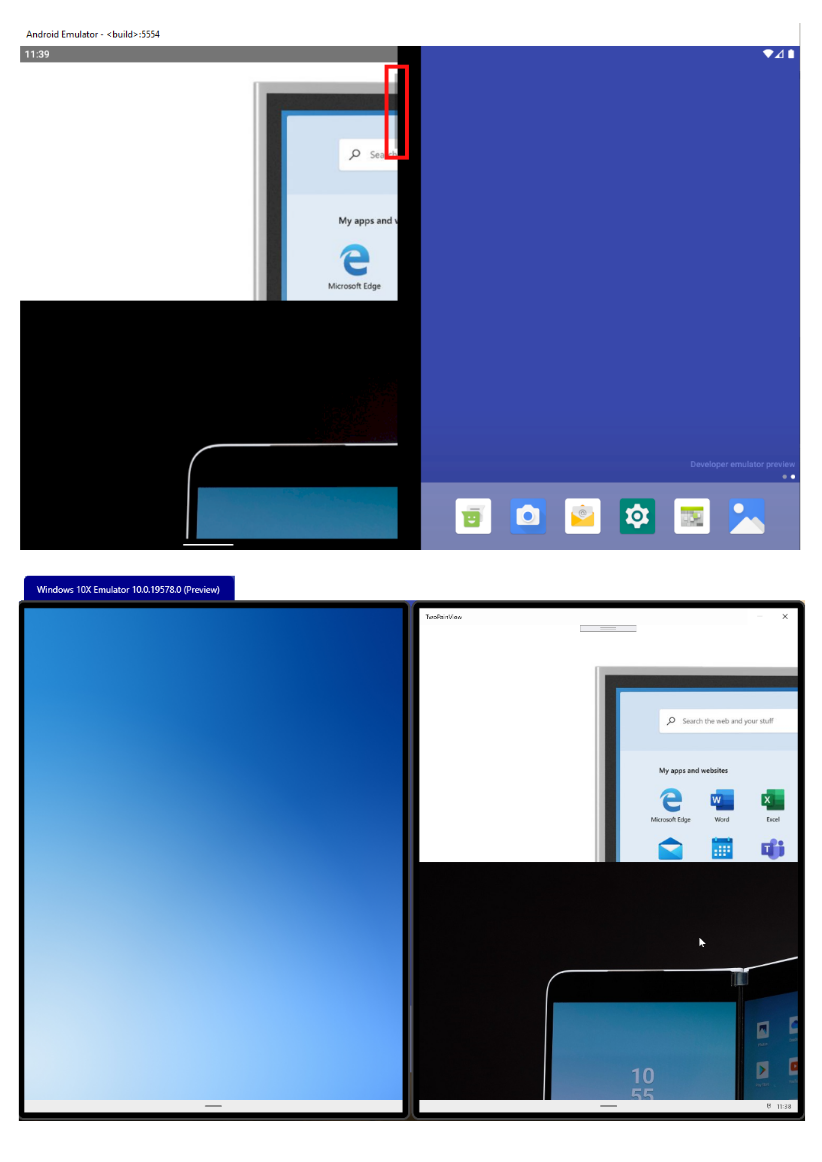 Android Emulator - <build>:5554
11:39
Sea
My apps and
Microsoft Edge
Developer emulator preview
Windows 10X Emulator 10.0.19578.0 (Preview)
TwoPaneView
Search the web and your stuff
My apps and websites
Microsoft Edge Word Excel
10
55
11:38